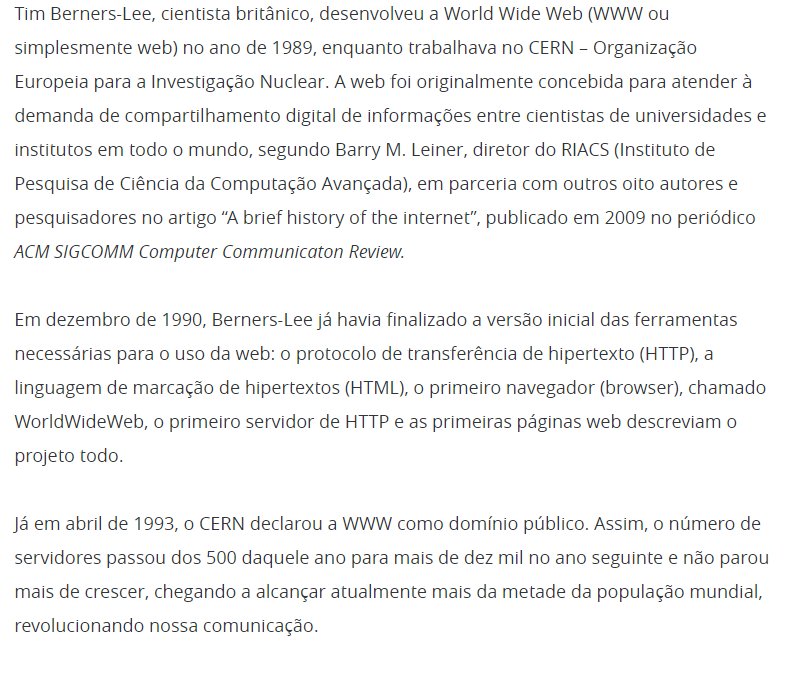 Tim Berners-Lee, cientista britânico, desenvolveu a World Wide Web (WWW ou
simplesmente web) no ano de 1989, enquanto trabalhava no CERN – Organização
Europeia para a Investigação Nuclear. A web foi originalmente concebida para atender à
demanda de compartilhamento digital de informações entre cientistas de universidades e
institutos em todo o mundo, segundo Barry M. Leiner, diretor do RIACS (Instituto de
Pesquisa de Ciência da Computação Avançada), em parceria com outros oito autores e
pesquisadores no artigo “A brief history of the internet”, publicado em 2009 no periódico
ACM SIGCOMM Computer Communicaton Review.
Em dezembro de 1990, Berners-Lee já havia finalizado a versão inicial das ferramentas
necessárias para o uso da web: o protocolo de transferência de hipertexto (HTTP), a
linguagem de marcação de hipertextos (HTML), o primeiro navegador (browser), chamado
WorldWideWeb, o primeiro servidor de HTTP e as primeiras páginas web descreviam o
projeto todo.
Já em abril de 1993, o CERN declarou a WWW como domínio público. Assim, o número de
servidores passou dos 500 daquele ano para mais de dez mil no ano seguinte e não parou
mais de crescer, chegando a alcançar atualmente mais da metade da população mundial,
revolucionando nossa comunicação.